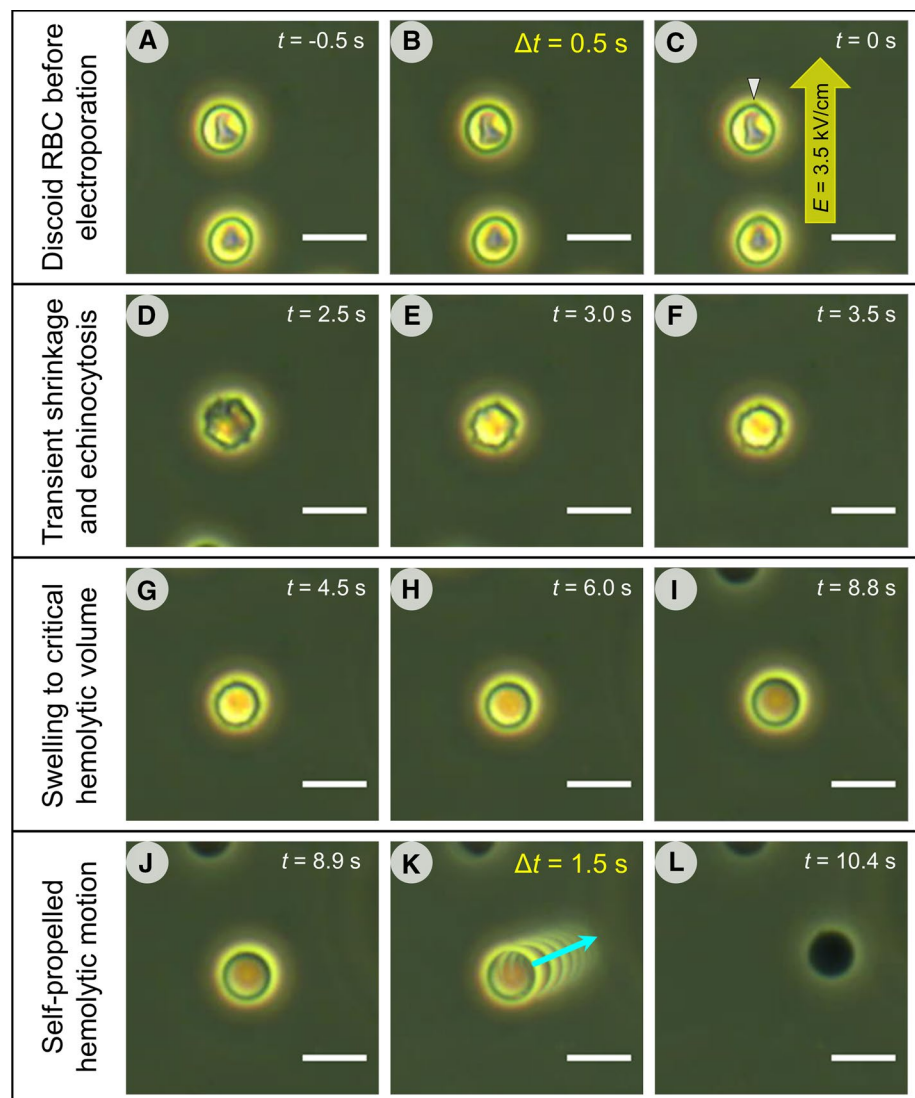 Discoid RBC before
electroporation
A
t = -0.5 s
B
Δt = 0.5 s
C
t = 0 s
E = 3.5 kV/cm
Transient shrinkage
and echinocytosis
D
t = 2.5 s
E
t = 3.0 s
F
t = 3.5 s
Swelling to critical
hemolytic volume
G
t = 4.5 s
H
t = 6.0 s
I
t = 8.8 s
Self-propelled
hemolytic motion
J
t = 8.9 s
K
Δt = 1.5 s
L
t = 10.4 s